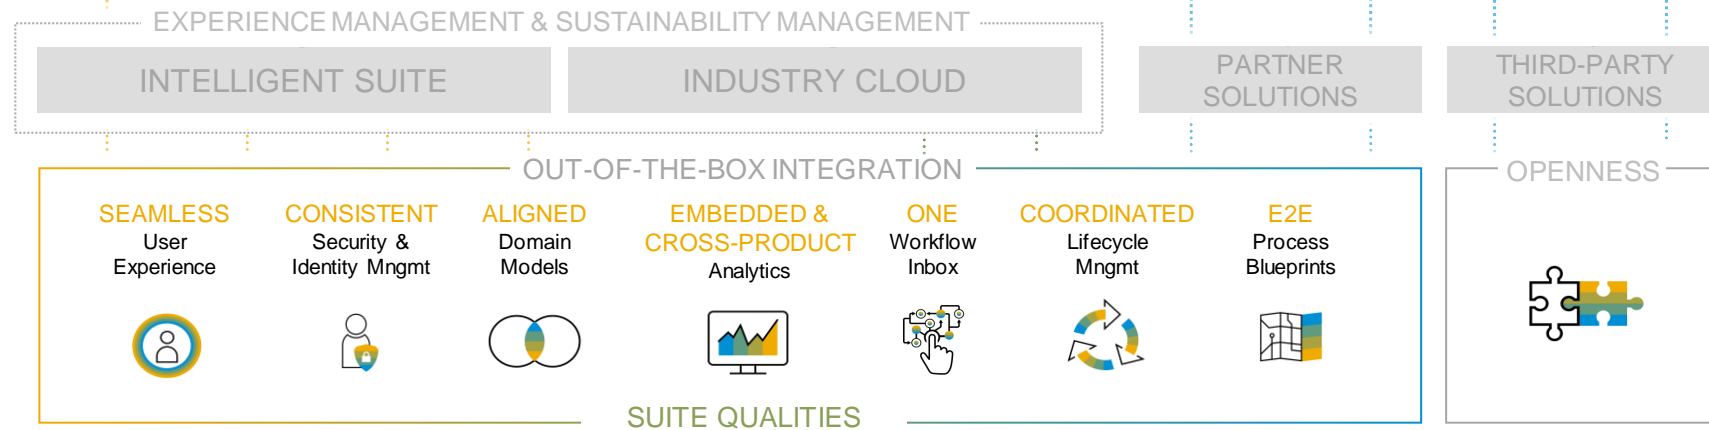 EXPERIENCE MANAGEMENT & SUSTAINABILITY MANAGEMENT
INTELLIGENT SUITE
INDUSTRY CLOUD
PARTNER
SOLUTIONS
THIRD-PARTY
SOLUTIONS
OUT-OF-THE-BOX INTEGRATION
OPENNESS
SEAMLESS
User
Experience
CONSISTENT
Security &
Identity Mngmt
ALIGNED
Domain
Models
EMBEDDED &
CROSS-PRODUCT
Analytics
ONE
Workflow
Inbox
COORDINATED
Lifecycle
Mngmt
E2E
Process
Blueprints
SUITE QUALITIES